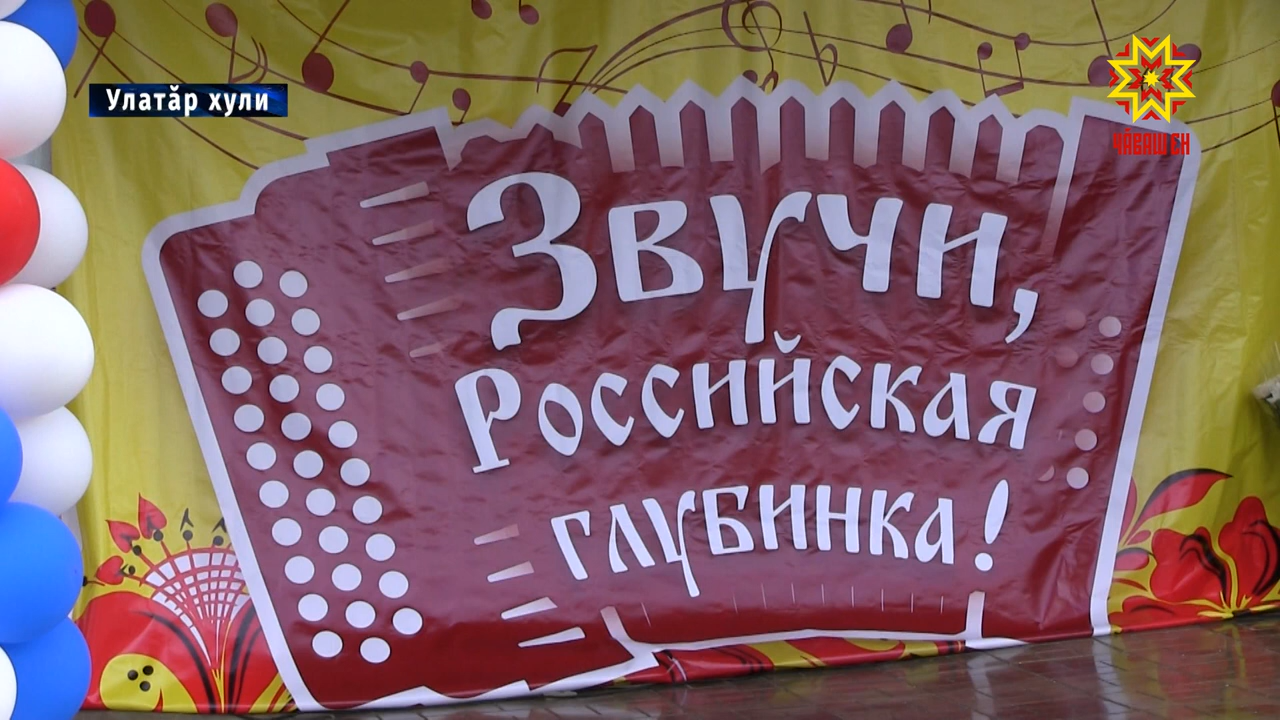 Улатӑр хули
ЧӐВАШ ЕН
Звучи,
Российская
глубинка!